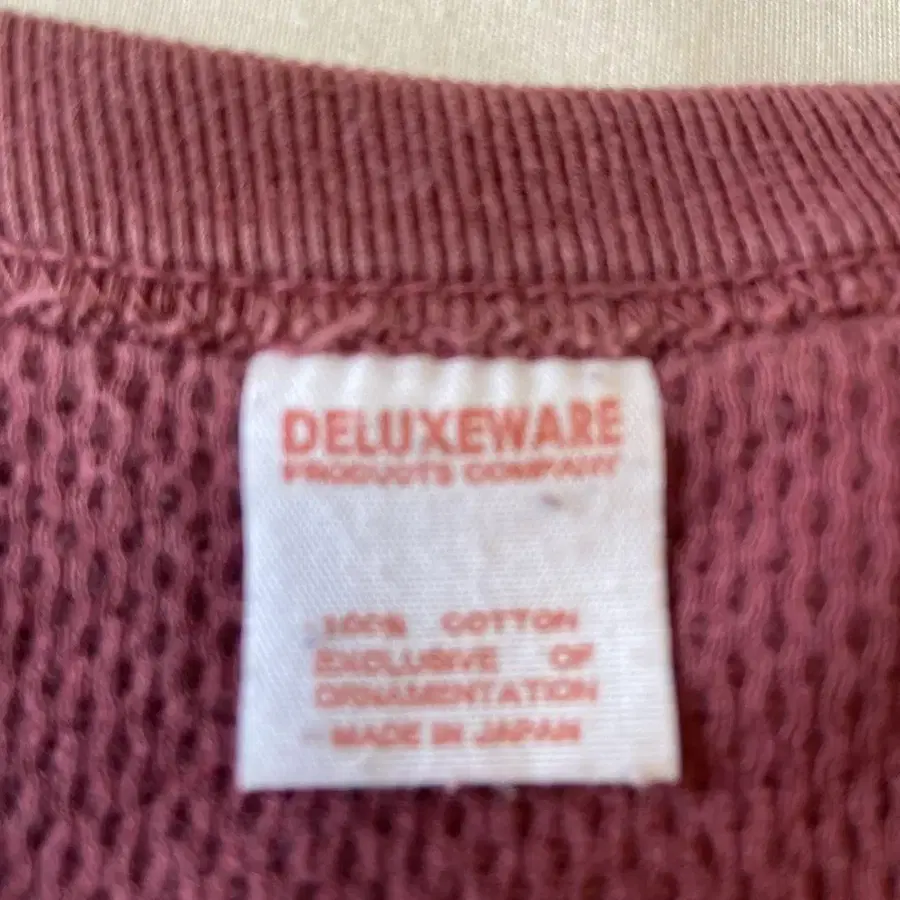 DELUXEWARE
PRODUCTS COMPANY
100% COTTON
EXCLUSIVE OF
ORNAMENTATION
MADE IN JAPAN